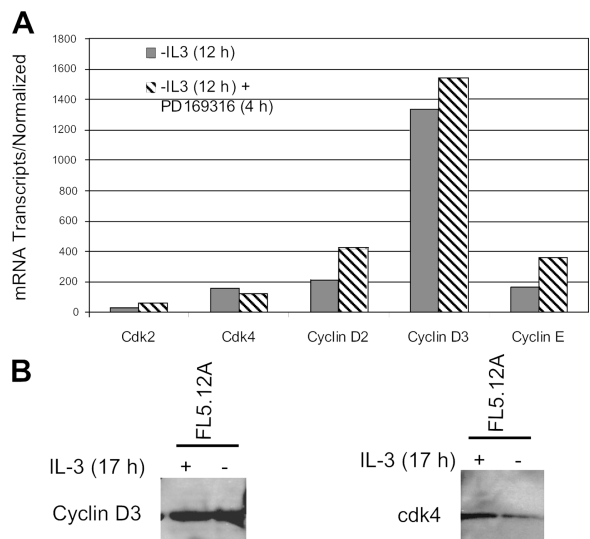 A
mRNA Transcripts/Normalized
1800
1600
1400
1200
1000
800
600
400
200
0
-IL3 (12 h)
-IL3 (12 h) +
PD169316 (4 h)
Cdk2 Cdk4 Cyclin D2 Cyclin D3 Cyclin E
B
FL5.12A
IL-3 (17 h) + -
Cyclin D3
FL5.12A
IL-3 (17 h) + -
cdk4